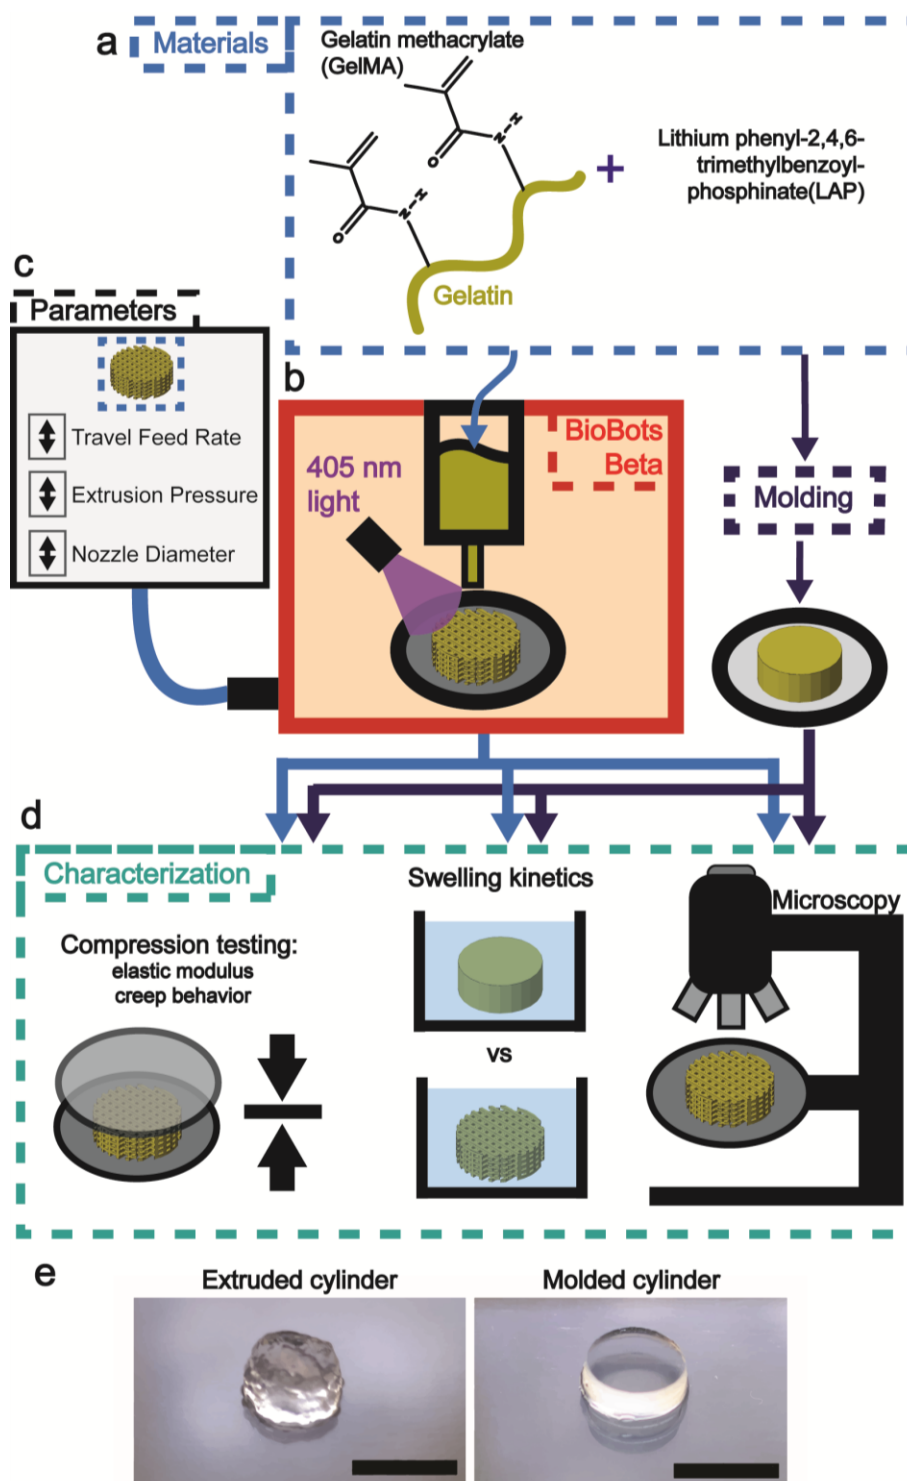 a
Materials
Gelatin methacrylate
(GelMA)
N-H
O
N-H
O
+
Lithium phenyl-2,4,6-
trimethylbenzoyl-
phosphinate(LAP)
Gelatin
c
Parameters
Travel Feed Rate
Extrusion Pressure
Nozzle Diameter
b
BioBots
Beta
405 nm
light
Molding
d
Characterization
Compression testing:
elastic modulus
creep behavior
Swelling kinetics
vs
Microscopy
e
Extruded cylinder
Molded cylinder